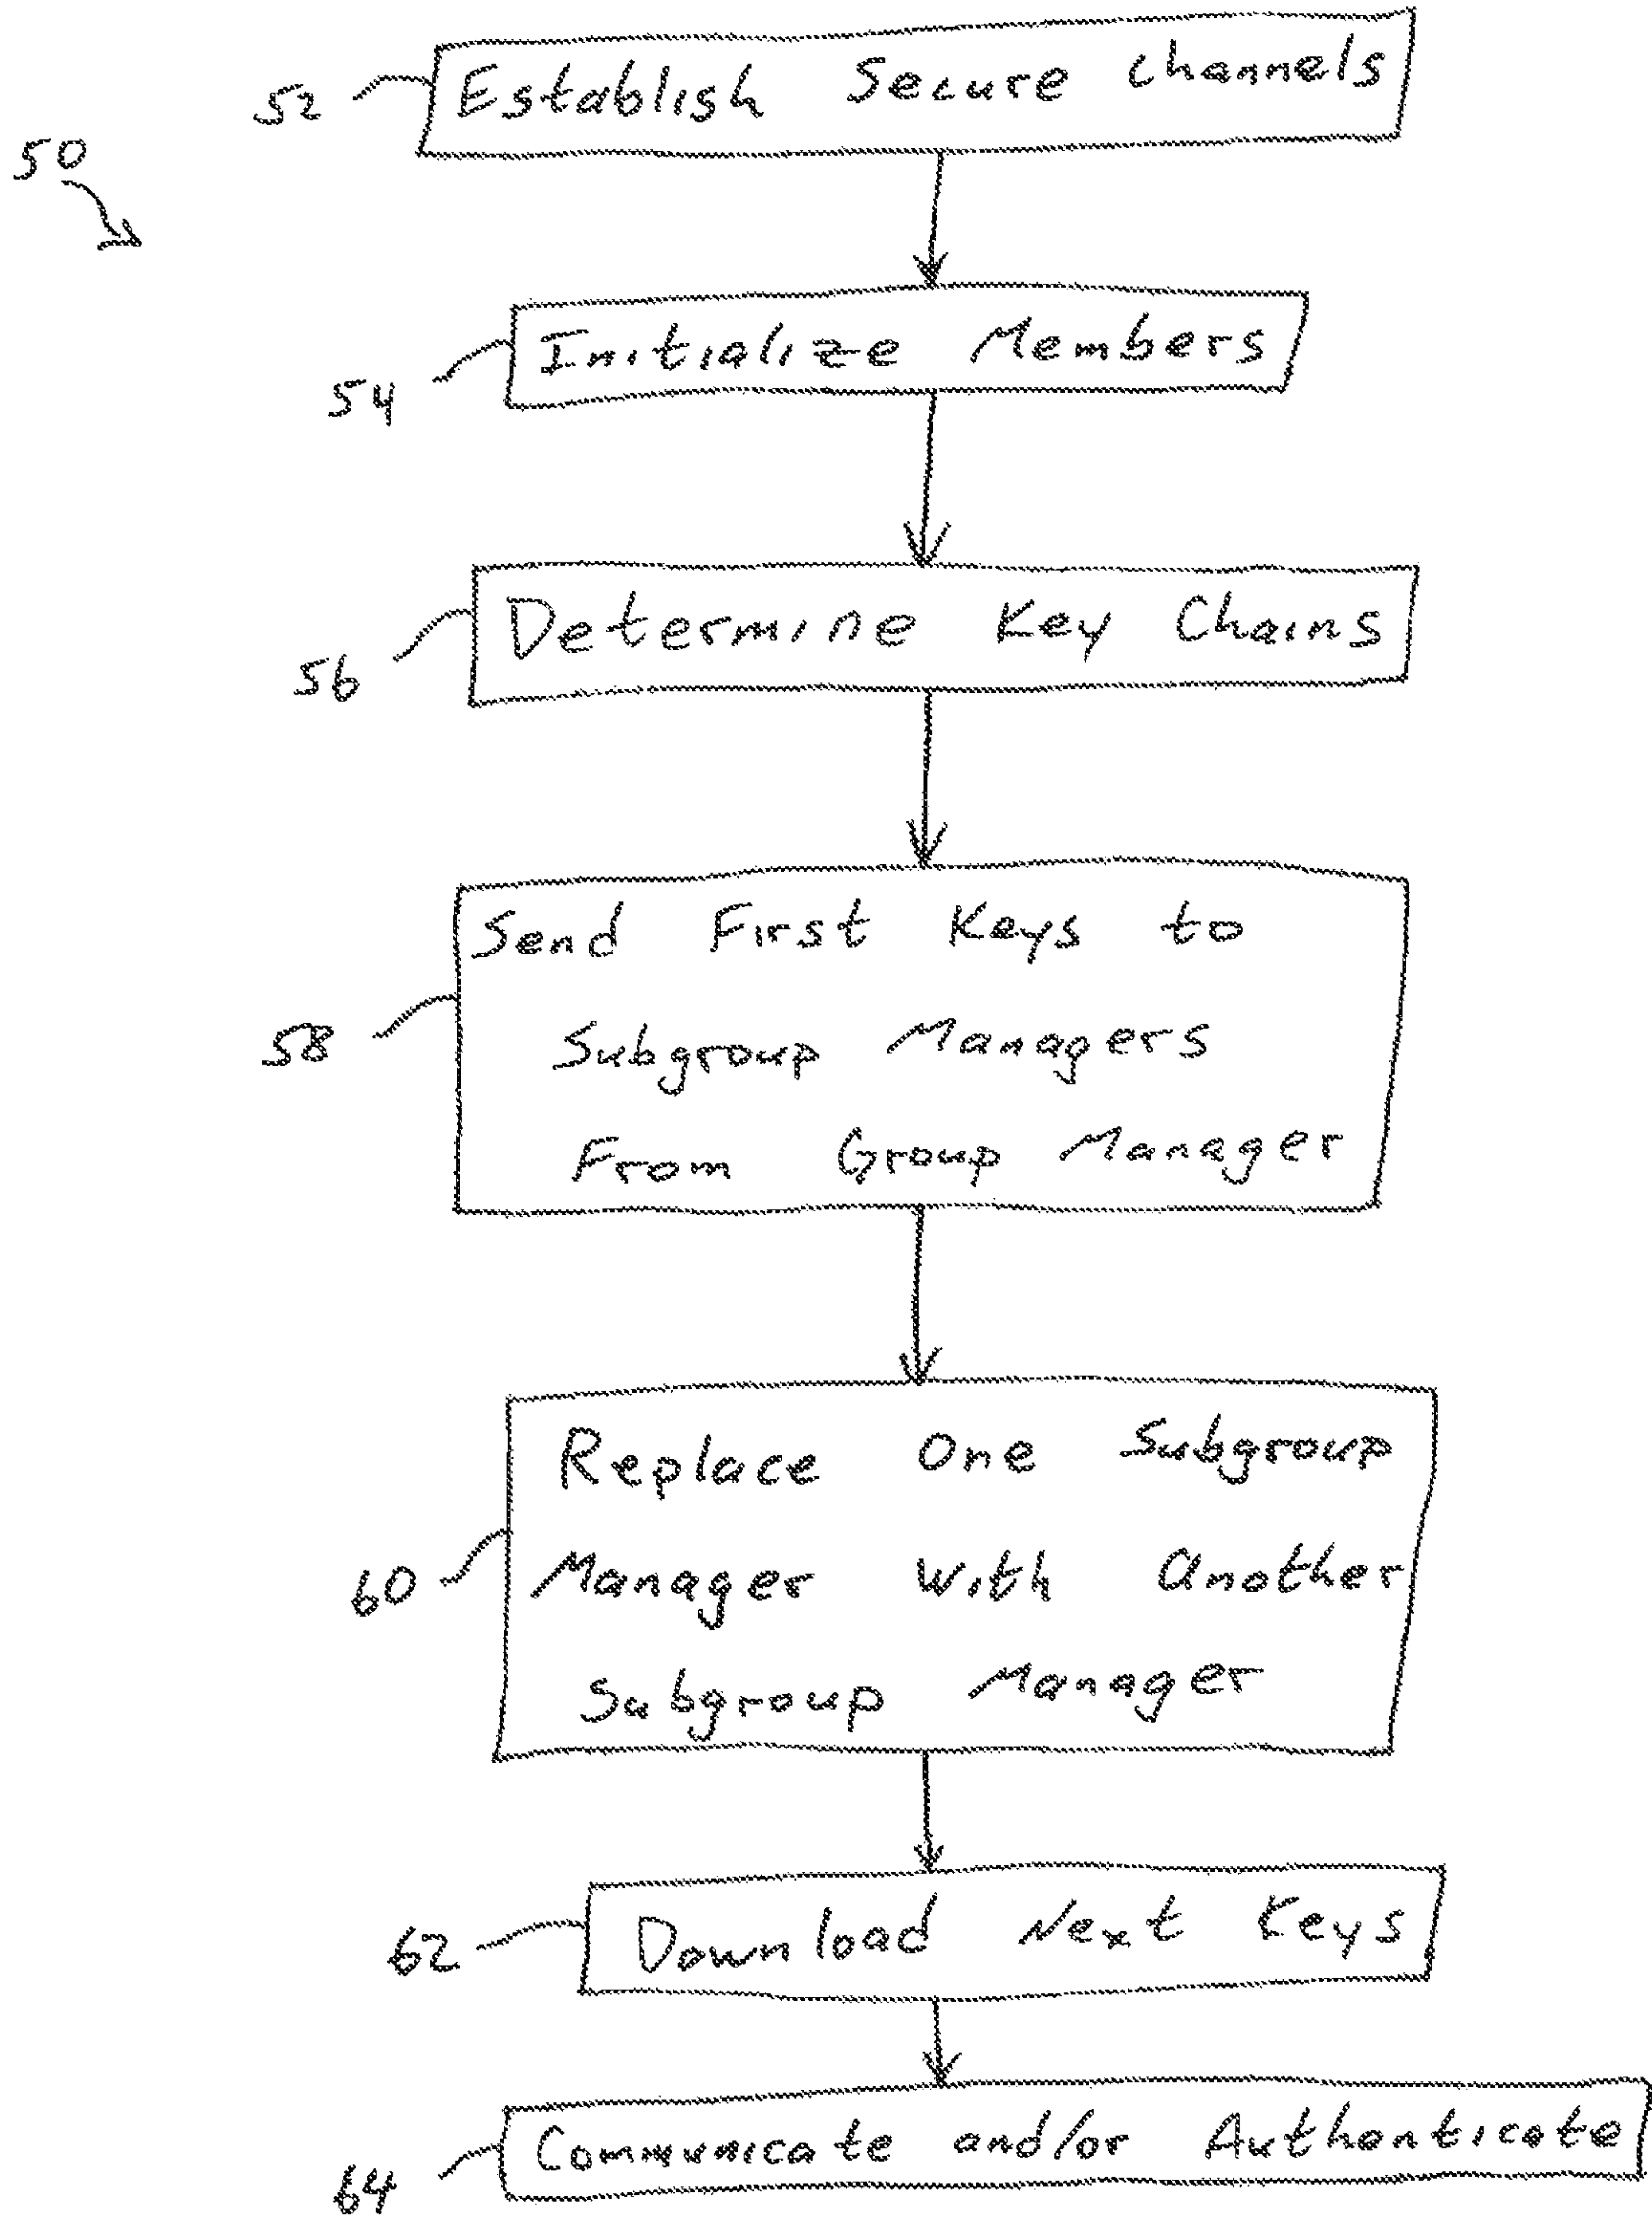 52
Establish Secure channels
50
54
Initialize Members
56
Determine Key Chains
Send First Keys to
58
Subgroup Managers
From Group Manager
Replace One Subgroup
60
Manager with Another
Subgroup Manager
62
Download Next Keys
64
Communicate and/or Authenticate